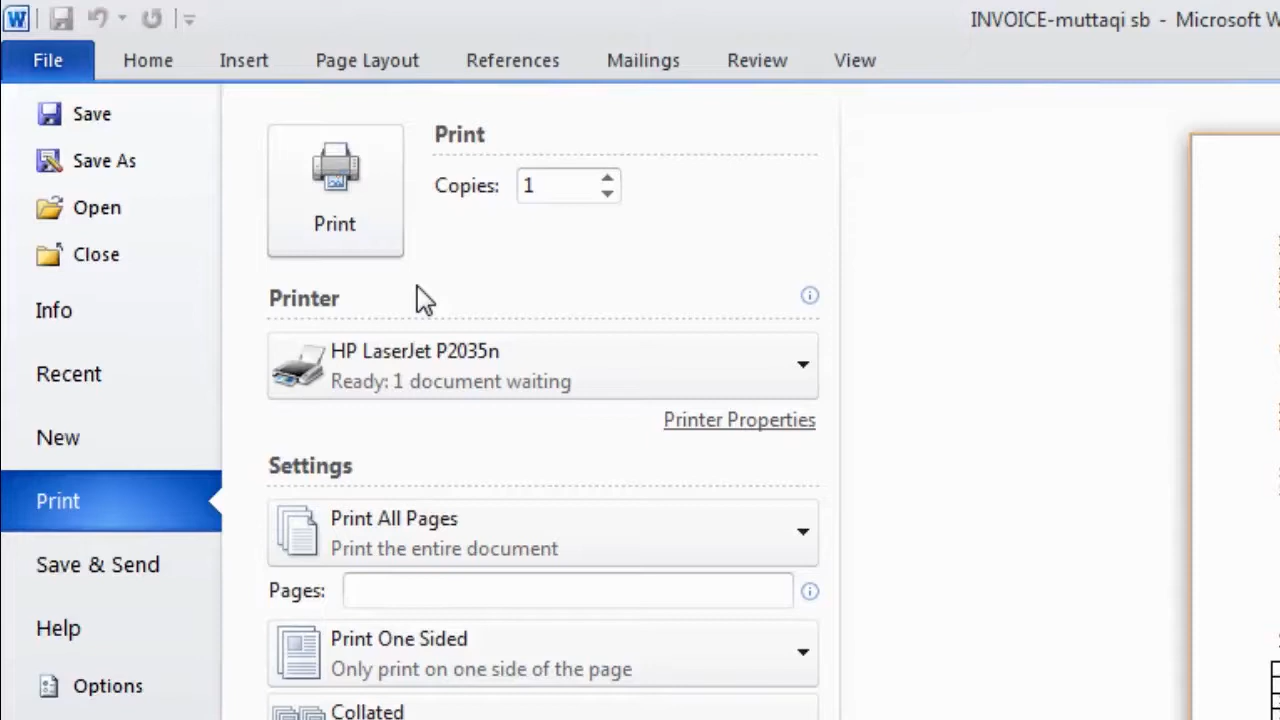 INVOICE-muttaqi sb - Microsoft W
File Home Insert Page Layout References Mailings Review View
Save
Save As
Open
Close
Info
Recent
New
Print
Save & Send
Help
Options
Print
Print
Copies: 1
Printer
HP LaserJet P2035n
Ready: 1 document waiting
Printer Properties
Settings
Print All Pages
Print the entire document
Pages:
Print One Sided
Only print on one side of the page
Collated